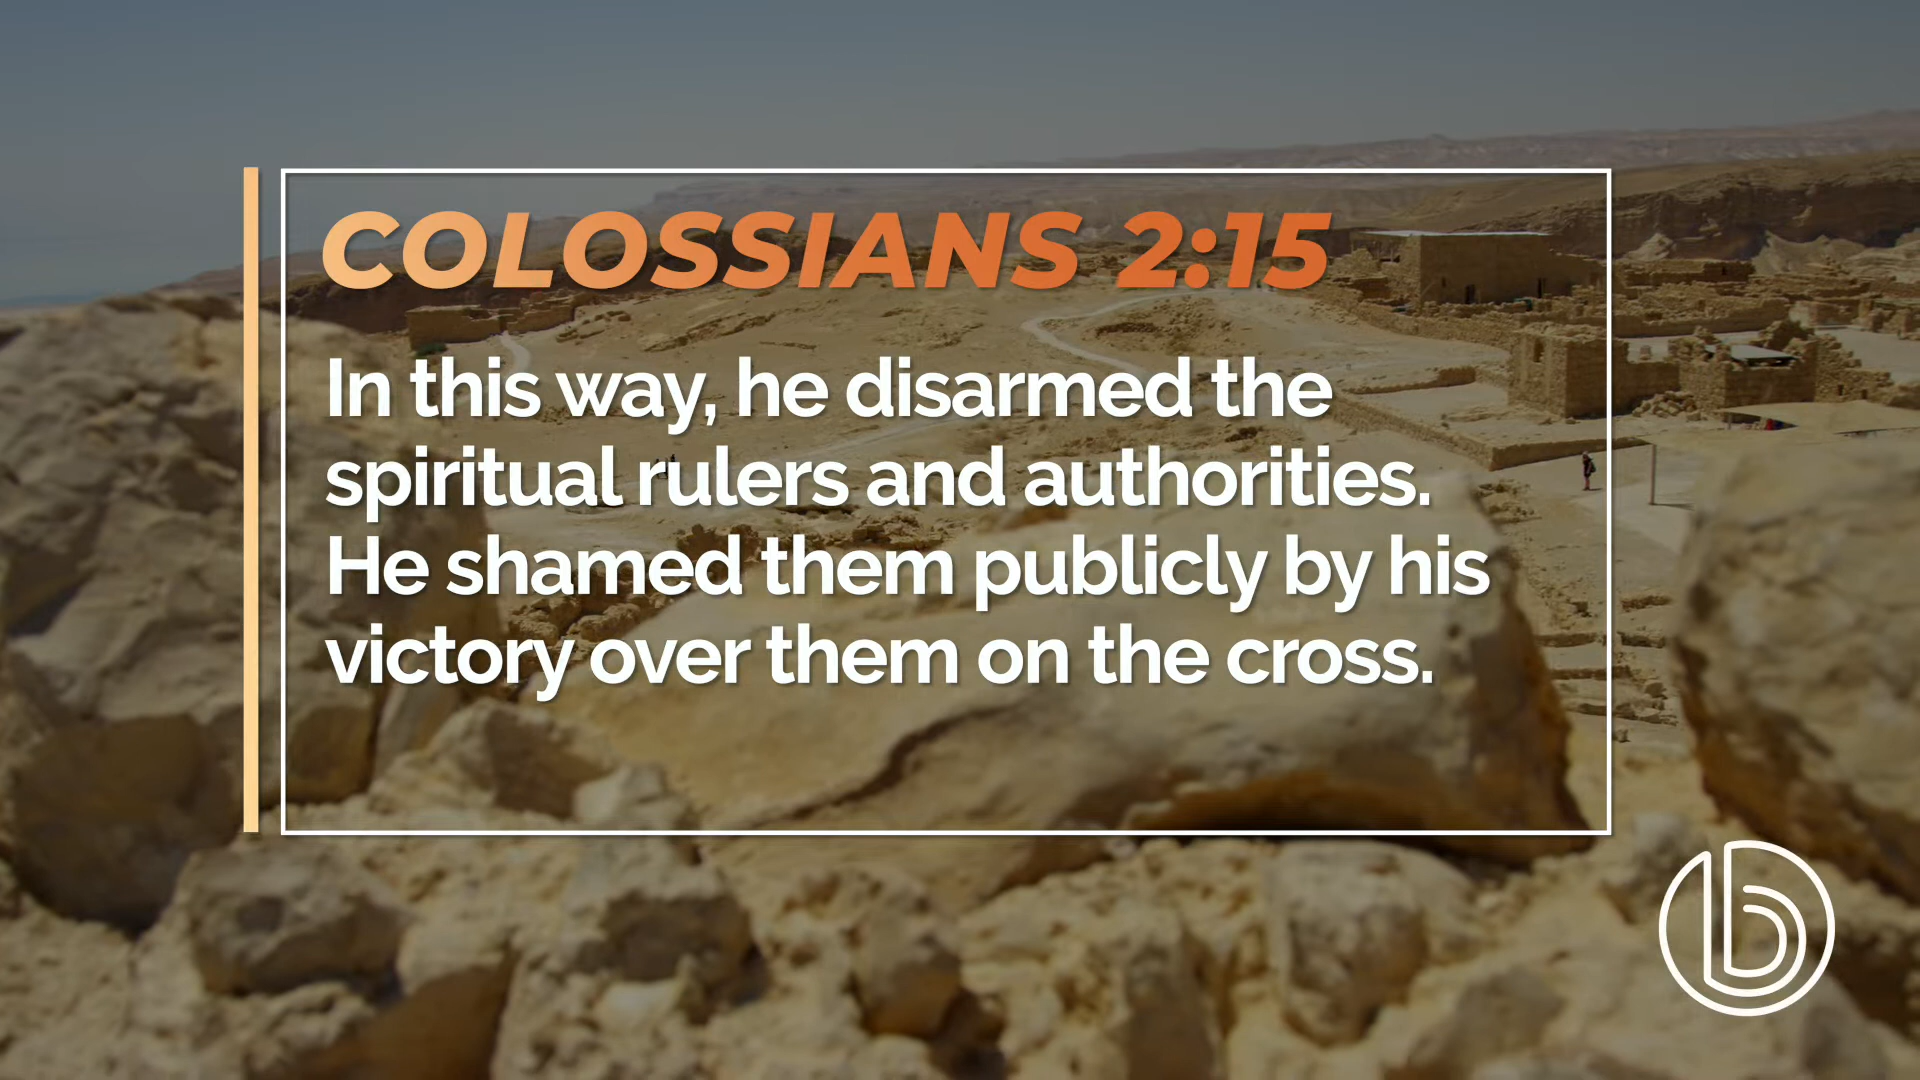 COLOSSIANS 2:15
In this way, he disarmed the
spiritual rulers and authorities.
He shamed them publicly by his
victory over them on the cross.